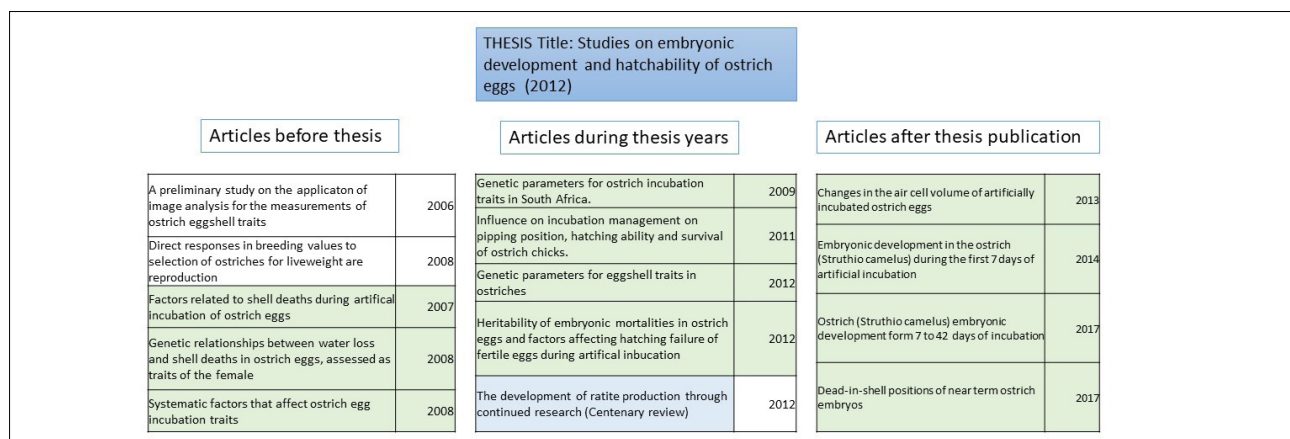 THESIS Title: Studies on embryonic
development and hatchability of ostrich
eggs (2012)
Articles before thesis
A preliminary study on the applicaton of
image analysis for the measurements of
ostrich eggshell traits
2006
Direct responses in breeding values to
selection of ostriches for liveweight are
reproduction
2008
Factors related to shell deaths during artifical
incubation of ostrich eggs
2007
Genetic relationships between water loss
and shell deaths in ostrich eggs, assessed as
traits of the female
2008
Systematic factors that affect ostrich egg
incubation traits
2008
Articles during thesis years
Genetic parameters for ostrich incubation
traits in South Africa.
2009
Influence on incubation management on
pipping position, hatching ability and survival
of ostrich chicks.
2011
Genetic parameters for eggshell traits in
ostriches
2012
Heritability of embryonic mortalities in ostrich
eggs and factors affecting hatching failure of
fertile eggs during artifical inbucation
2012
The development of ratite production through
continued research (Centenary review)
2012
Articles after thesis publication
Changes in the air cell volume of artificially
incubated ostrich eggs
2013
Embryonic development in the ostrich
(Struthio camelus) during the first 7 days of
artificial incubation
2014
Ostrich (Struthio camelus) embryonic
development form 7 to 42 days of incubation
2017
Dead-in-shell positions of near term ostrich
embryos
2017